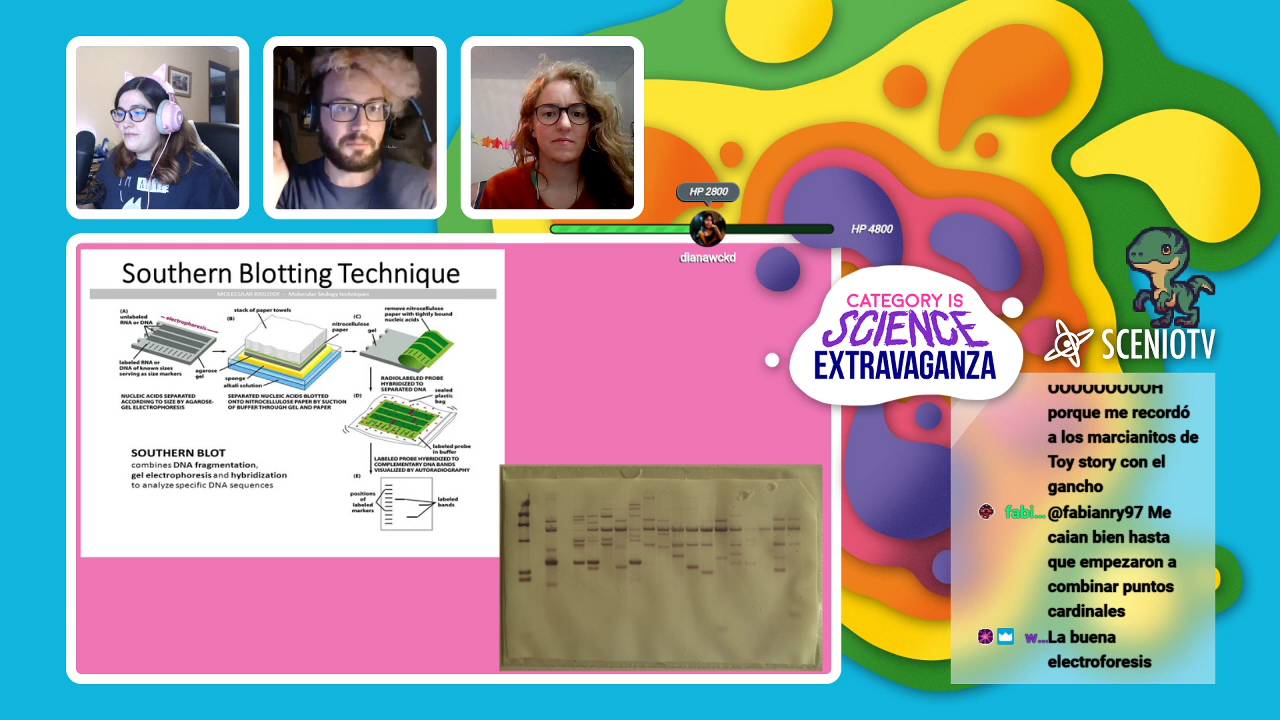 HP 2800
HP 4800
dianawckd
Southern Blotting Technique
MOLECULAR BIOLOGY - Molecular biology techniques
(A)
unlabeled
RNA or DNA
electrophoresis
labeled RNA or
DNA of known sizes
serving as size markers
agarose
gel
NUCLEIC ACIDS SEPARATED
ACCORDING TO SIZE BY AGAROSE-
GEL ELECTROPHORESIS
(B)
stack of paper towels
nitrocellulose
paper
sponge
alkali solution
SEPARATED NUCLEIC ACIDS BLOTTED
ONTO NITROCELLULOSE PAPER BY SUCTION
OF BUFFER THROUGH GEL AND PAPER
(C)
remove nitrocellulose
paper with tightly bound
nucleic acids
gel
RADIOLABELED PROBE
HYBRIDIZED TO
SEPARATED DNA
(D)
sealed
plastic
bag
labeled probe
in buffer
LABELED PROBE HYBRIDIZED TO
COMPLEMENTARY DNA BANDS
VISUALIZED BY AUTORADIOGRAPHY
(E)
positions
of
labeled
markers
labeled
bands
SOUTHERN BLOT
combines DNA fragmentation,
gel electrophoresis and hybridization
to analyze specific DNA sequences
CATEGORY IS
SCIENCE
EXTRAVAGANZA
SCENIOTV
porque me recordó
a los marcianitos de
Toy story con el
gancho
fabi... @fabianry97 Me
caian bien hasta
que empezaron a
combinar puntos
cardinales
w... La buena
electroforesis